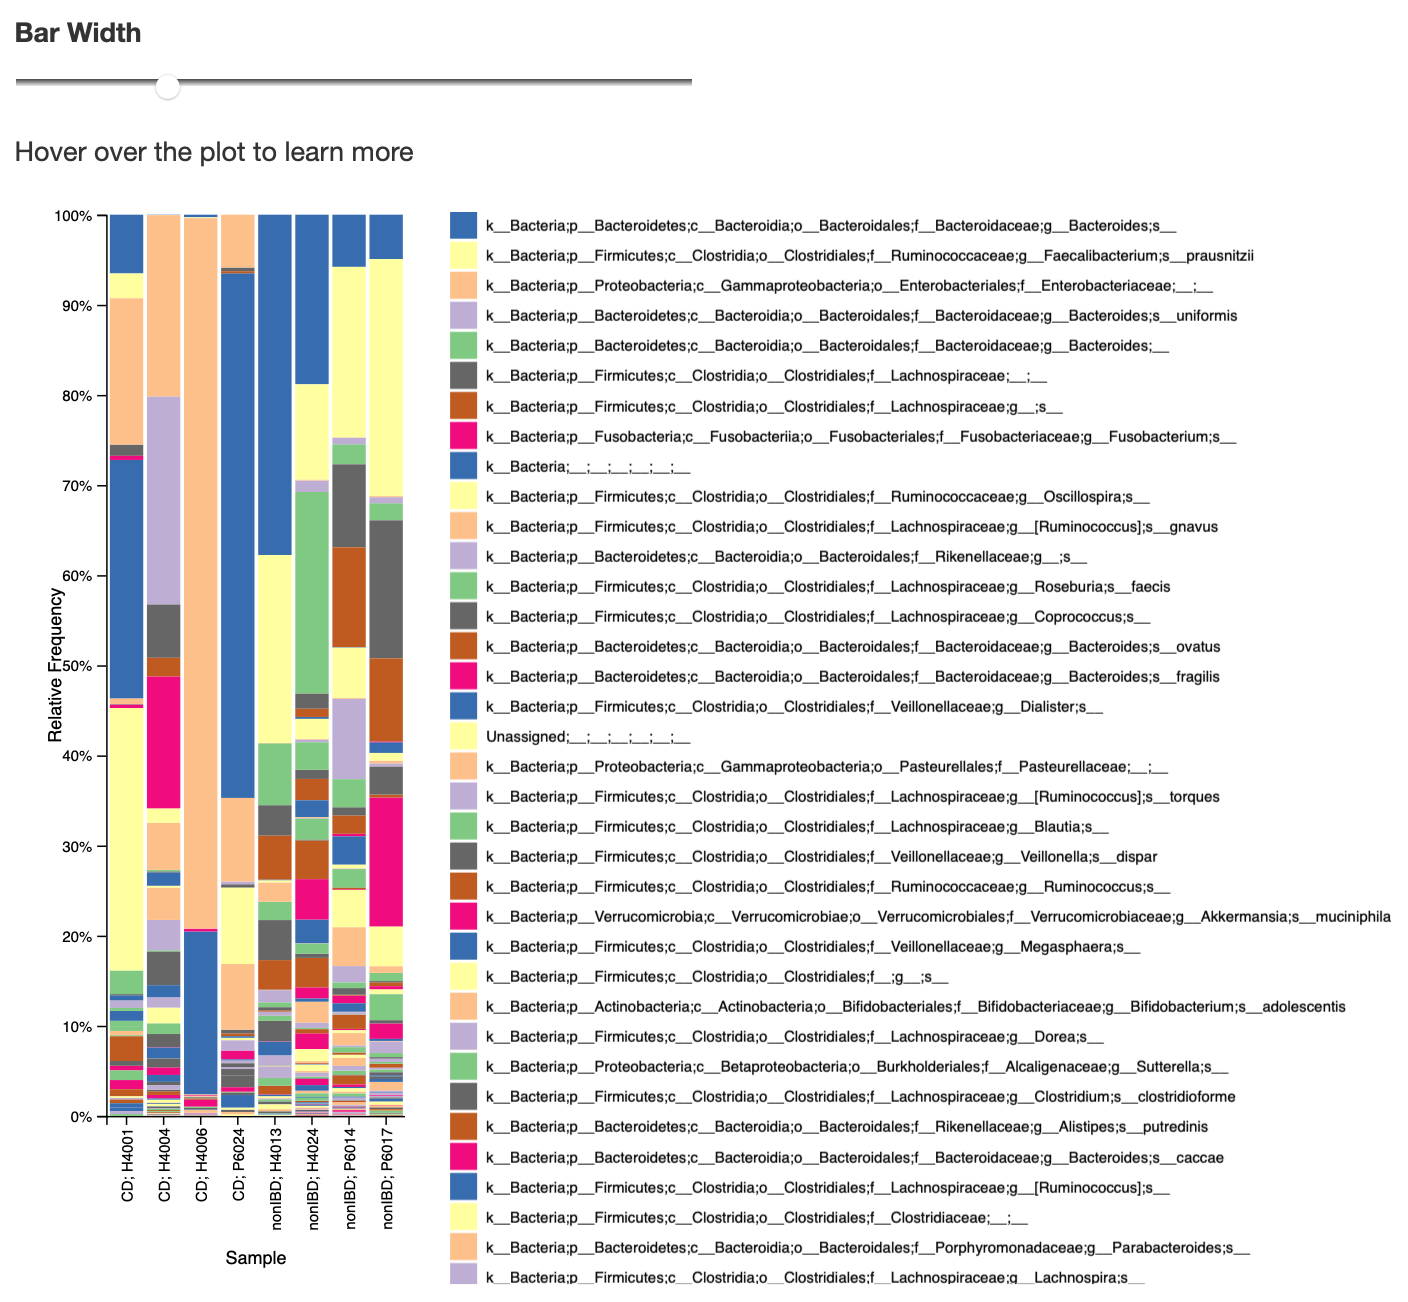 Bar Width
Hover over the plot to learn more
100%
90%
80%
70%
60%
50%
40%
30%
20%
10%
0%
Relative Frequency
CD; H4001
CD; H4004
CD; H4006
CD; P6024
nonIBD; H4013
nonIBD; H4024
nonIBD; P6014
nonIBD; P6017
Sample
k__Bacteria;p__Bacteroidetes;c__Bacteroidia;o__Bacteroidales;f__Bacteroidaceae;g__Bacteroides;s__
k__Bacteria;p__Firmicutes;c__Clostridia;o__Clostridiales;f__Ruminococcaceae;g__Faecalibacterium;s__prausnitzii
k__Bacteria;p__Proteobacteria;c__Gammaproteobacteria;o__Enterobacteriales;f__Enterobacteriaceae;__;__
k__Bacteria;p__Bacteroidetes;c__Bacteroidia;o__Bacteroidales;f__Bacteroidaceae;g__Bacteroides;s__uniformis
k__Bacteria;p__Bacteroidetes;c__Bacteroidia;o__Bacteroidales;f__Bacteroidaceae;g__Bacteroides;__
k__Bacteria;p__Firmicutes;c__Clostridia;o__Clostridiales;f__Lachnospiraceae;__;__
k__Bacteria;p__Firmicutes;c__Clostridia;o__Clostridiales;f__Lachnospiraceae;g__;s__
k__Bacteria;p__Fusobacteria;c__Fusobacteriia;o__Fusobacteriales;f__Fusobacteriaceae;g__Fusobacterium;s__
k__Bacteria;__;__;__;__;__;__
k__Bacteria;p__Firmicutes;c__Clostridia;o__Clostridiales;f__Ruminococcaceae;g__Oscillospira;s__
k__Bacteria;p__Firmicutes;c__Clostridia;o__Clostridiales;f__Lachnospiraceae;g__[Ruminococcus];s__gnavus
k__Bacteria;p__Bacteroidetes;c__Bacteroidia;o__Bacteroidales;f__Rikenellaceae;g__;s__
k__Bacteria;p__Firmicutes;c__Clostridia;o__Clostridiales;f__Lachnospiraceae;g__Roseburia;s__faecis
k__Bacteria;p__Firmicutes;c__Clostridia;o__Clostridiales;f__Lachnospiraceae;g__Coprococcus;s__
k__Bacteria;p__Bacteroidetes;c__Bacteroidia;o__Bacteroidales;f__Bacteroidaceae;g__Bacteroides;s__ovatus
k__Bacteria;p__Bacteroidetes;c__Bacteroidia;o__Bacteroidales;f__Bacteroidaceae;g__Bacteroides;s__fragilis
k__Bacteria;p__Firmicutes;c__Clostridia;o__Clostridiales;f__Veillonellaceae;g__Dialister;s__
Unassigned;__;__;__;__;__;__
k__Bacteria;p__Proteobacteria;c__Gammaproteobacteria;o__Pasteurellales;f__Pasteurellaceae;__;__
k__Bacteria;p__Firmicutes;c__Clostridia;o__Clostridiales;f__Lachnospiraceae;g__[Ruminococcus];s__torques
k__Bacteria;p__Firmicutes;c__Clostridia;o__Clostridiales;f__Lachnospiraceae;g__Blautia;s__
k__Bacteria;p__Firmicutes;c__Clostridia;o__Clostridiales;f__Veillonellaceae;g__Veillonella;s__dispar
k__Bacteria;p__Firmicutes;c__Clostridia;o__Clostridiales;f__Ruminococcaceae;g__Ruminococcus;s__
k__Bacteria;p__Verrucomicrobia;c__Verrucomicrobiae;o__Verrucomicrobiales;f__Verrucomicrobiaceae;g__Akkermansia;s__muciniphila
k__Bacteria;p__Firmicutes;c__Clostridia;o__Clostridiales;f__Veillonellaceae;g__Megasphaera;s__
k__Bacteria;p__Firmicutes;c__Clostridia;o__Clostridiales;f__;g__;s__
k__Bacteria;p__Actinobacteria;c__Actinobacteria;o__Bifidobacteriales;f__Bifidobacteriaceae;g__Bifidobacterium;s__adolescentis
k__Bacteria;p__Firmicutes;c__Clostridia;o__Clostridiales;f__Lachnospiraceae;g__Dorea;s__
k__Bacteria;p__Proteobacteria;c__Betaproteobacteria;o__Burkholderiales;f__Alcaligenaceae;g__Sutterella;s__
k__Bacteria;p__Firmicutes;c__Clostridia;o__Clostridiales;f__Lachnospiraceae;g__Clostridium;s__clostridioforme
k__Bacteria;p__Bacteroidetes;c__Bacteroidia;o__Bacteroidales;f__Rikenellaceae;g__Alistipes;s__putredinis
k__Bacteria;p__Bacteroidetes;c__Bacteroidia;o__Bacteroidales;f__Bacteroidaceae;g__Bacteroides;s__caccae
k__Bacteria;p__Firmicutes;c__Clostridia;o__Clostridiales;f__Lachnospiraceae;g__[Ruminococcus];s__
k__Bacteria;p__Firmicutes;c__Clostridia;o__Clostridiales;f__Clostridiaceae;__;__
k__Bacteria;p__Bacteroidetes;c__Bacteroidia;o__Bacteroidales;f__Porphyromonadaceae;g__Parabacteroides;s__
k__Bacteria;p__Firmicutes;c__Clostridia;o__Clostridiales;f__Lachnospiraceae;g__Lachnospira;s__